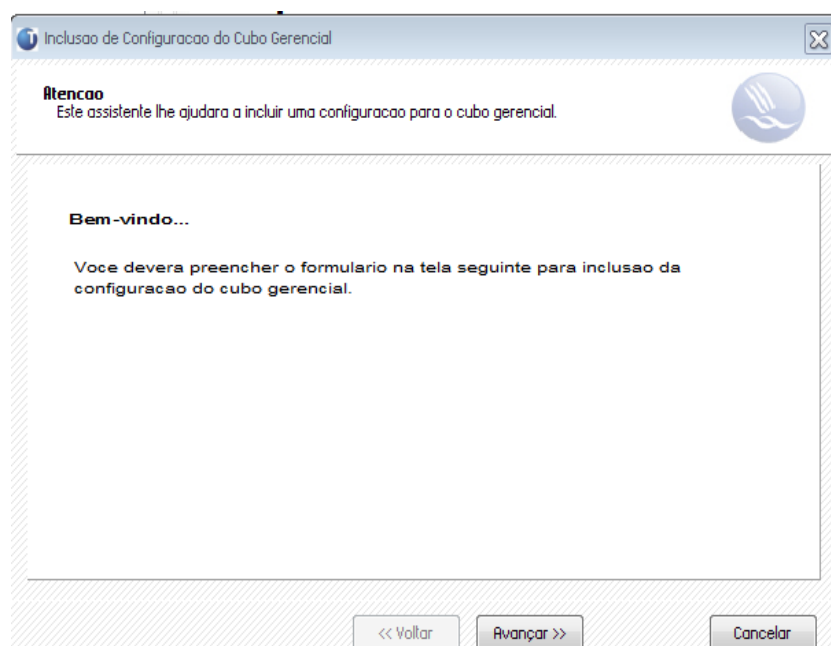 Inclusao de Configuracao do Cubo Gerencial
Atencao
Este assistente lhe ajudara a incluir uma configuracao para o cubo gerencial.
Bem-vindo...
Voce devera preencher o formulario na tela seguinte para inclusao da
configuracao do cubo gerencial.
<< Voltar
Avançar >>
Cancelar